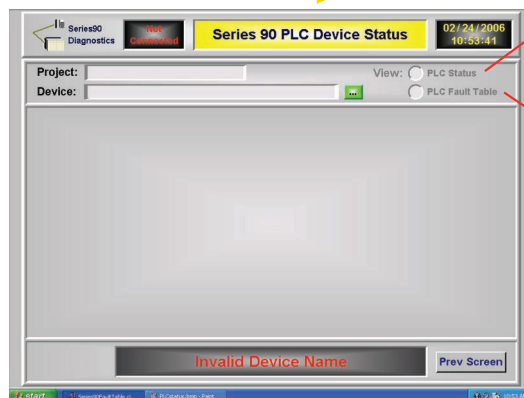 Series90
Diagnostics
Not
Connected
Series 90 PLC Device Status
02/24/2006
10:53:41
Project:
View:
PLC Status
Device:
...
PLC Fault Table
Invalid Device Name
Prev Screen
start